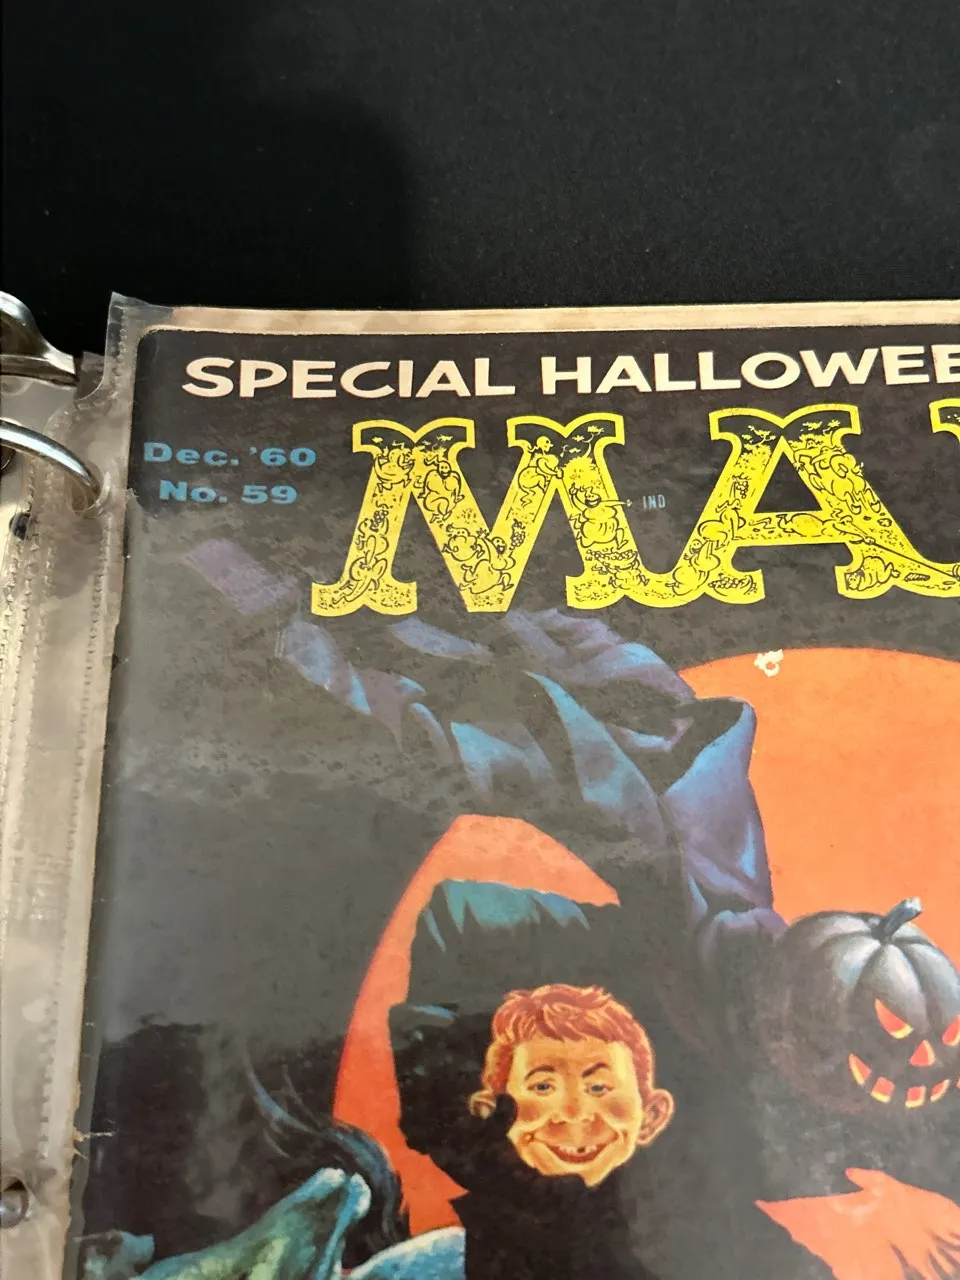 SPECIAL HALLOWEE
MA
Dec. '60
No. 59
IND